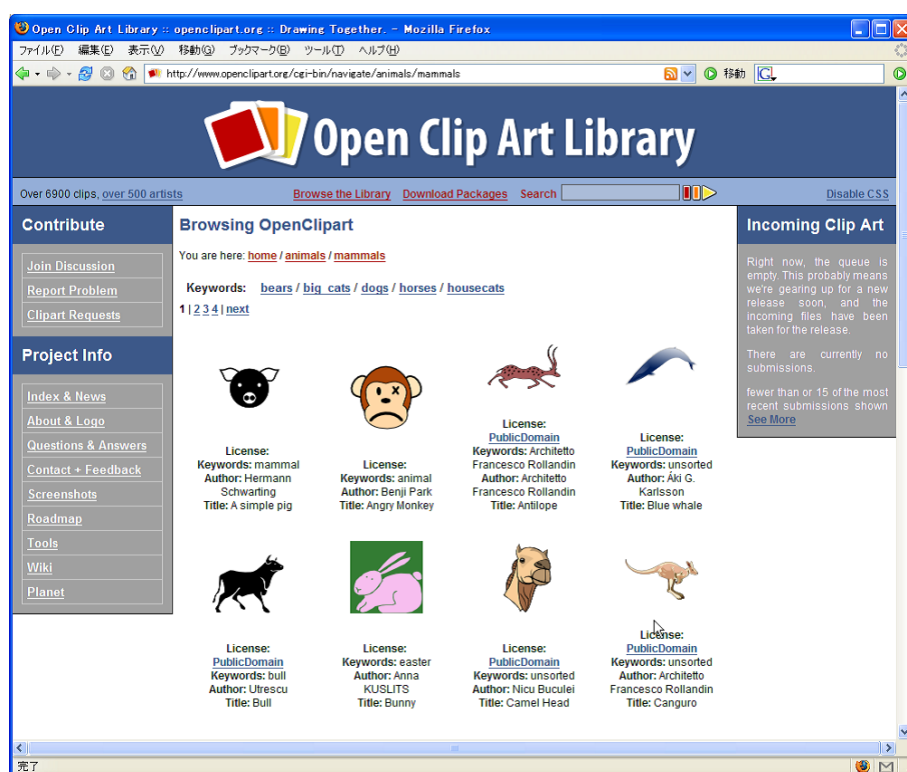 Open Clip Art Library :: openclipart.org :: Drawing Together. - Mozilla Firefox
ファイル(F) 編集(E) 表示(V) 移動(G) ブックマーク(B) ツール(T) ヘルプ(H)
http://www.openclipart.org/cgi-bin/navigate/animals/mammals 移動 G
Open Clip Art Library
Over 6900 clips, over 500 artists Browse the Library Download Packages Search Disable CSS
Contribute
Join Discussion
Report Problem
Clipart Requests
Project Info
Index & News
About & Logo
Questions & Answers
Contact + Feedback
Screenshots
Roadmap
Tools
Wiki
Planet
Browsing OpenClipart
You are here: home / animals / mammals
Keywords: bears / big_cats / dogs / horses / housecats
1 | 2 3 4 | next
License:
Keywords: mammal
Author: Hermann
Schwarting
Title: A simple pig
License:
Keywords: animal
Author: Benji Park
Title: Angry Monkey
License:
PublicDomain
Keywords: Architetto
Francesco Rollandin
Author: Architetto
Francesco Rollandin
Title: Antilope
License:
PublicDomain
Keywords: unsorted
Author: Áki G.
Karlsson
Title: Blue whale
License:
PublicDomain
Keywords: bull
Author: Utrescu
Title: Bull
License:
Keywords: easter
Author: Anna
KUSLITS
Title: Bunny
License:
PublicDomain
Keywords: unsorted
Author: Nicu Buculei
Title: Camel Head
License:
PublicDomain
Keywords: unsorted
Author: Architetto
Francesco Rollandin
Title: Canguro
Incoming Clip Art
Right now, the queue is
empty. This probably means
we're gearing up for a new
release soon, and the
incoming files have been
taken for the release.
There are currently no
submissions.
fewer than or 15 of the most
recent submissions shown
See More
完了